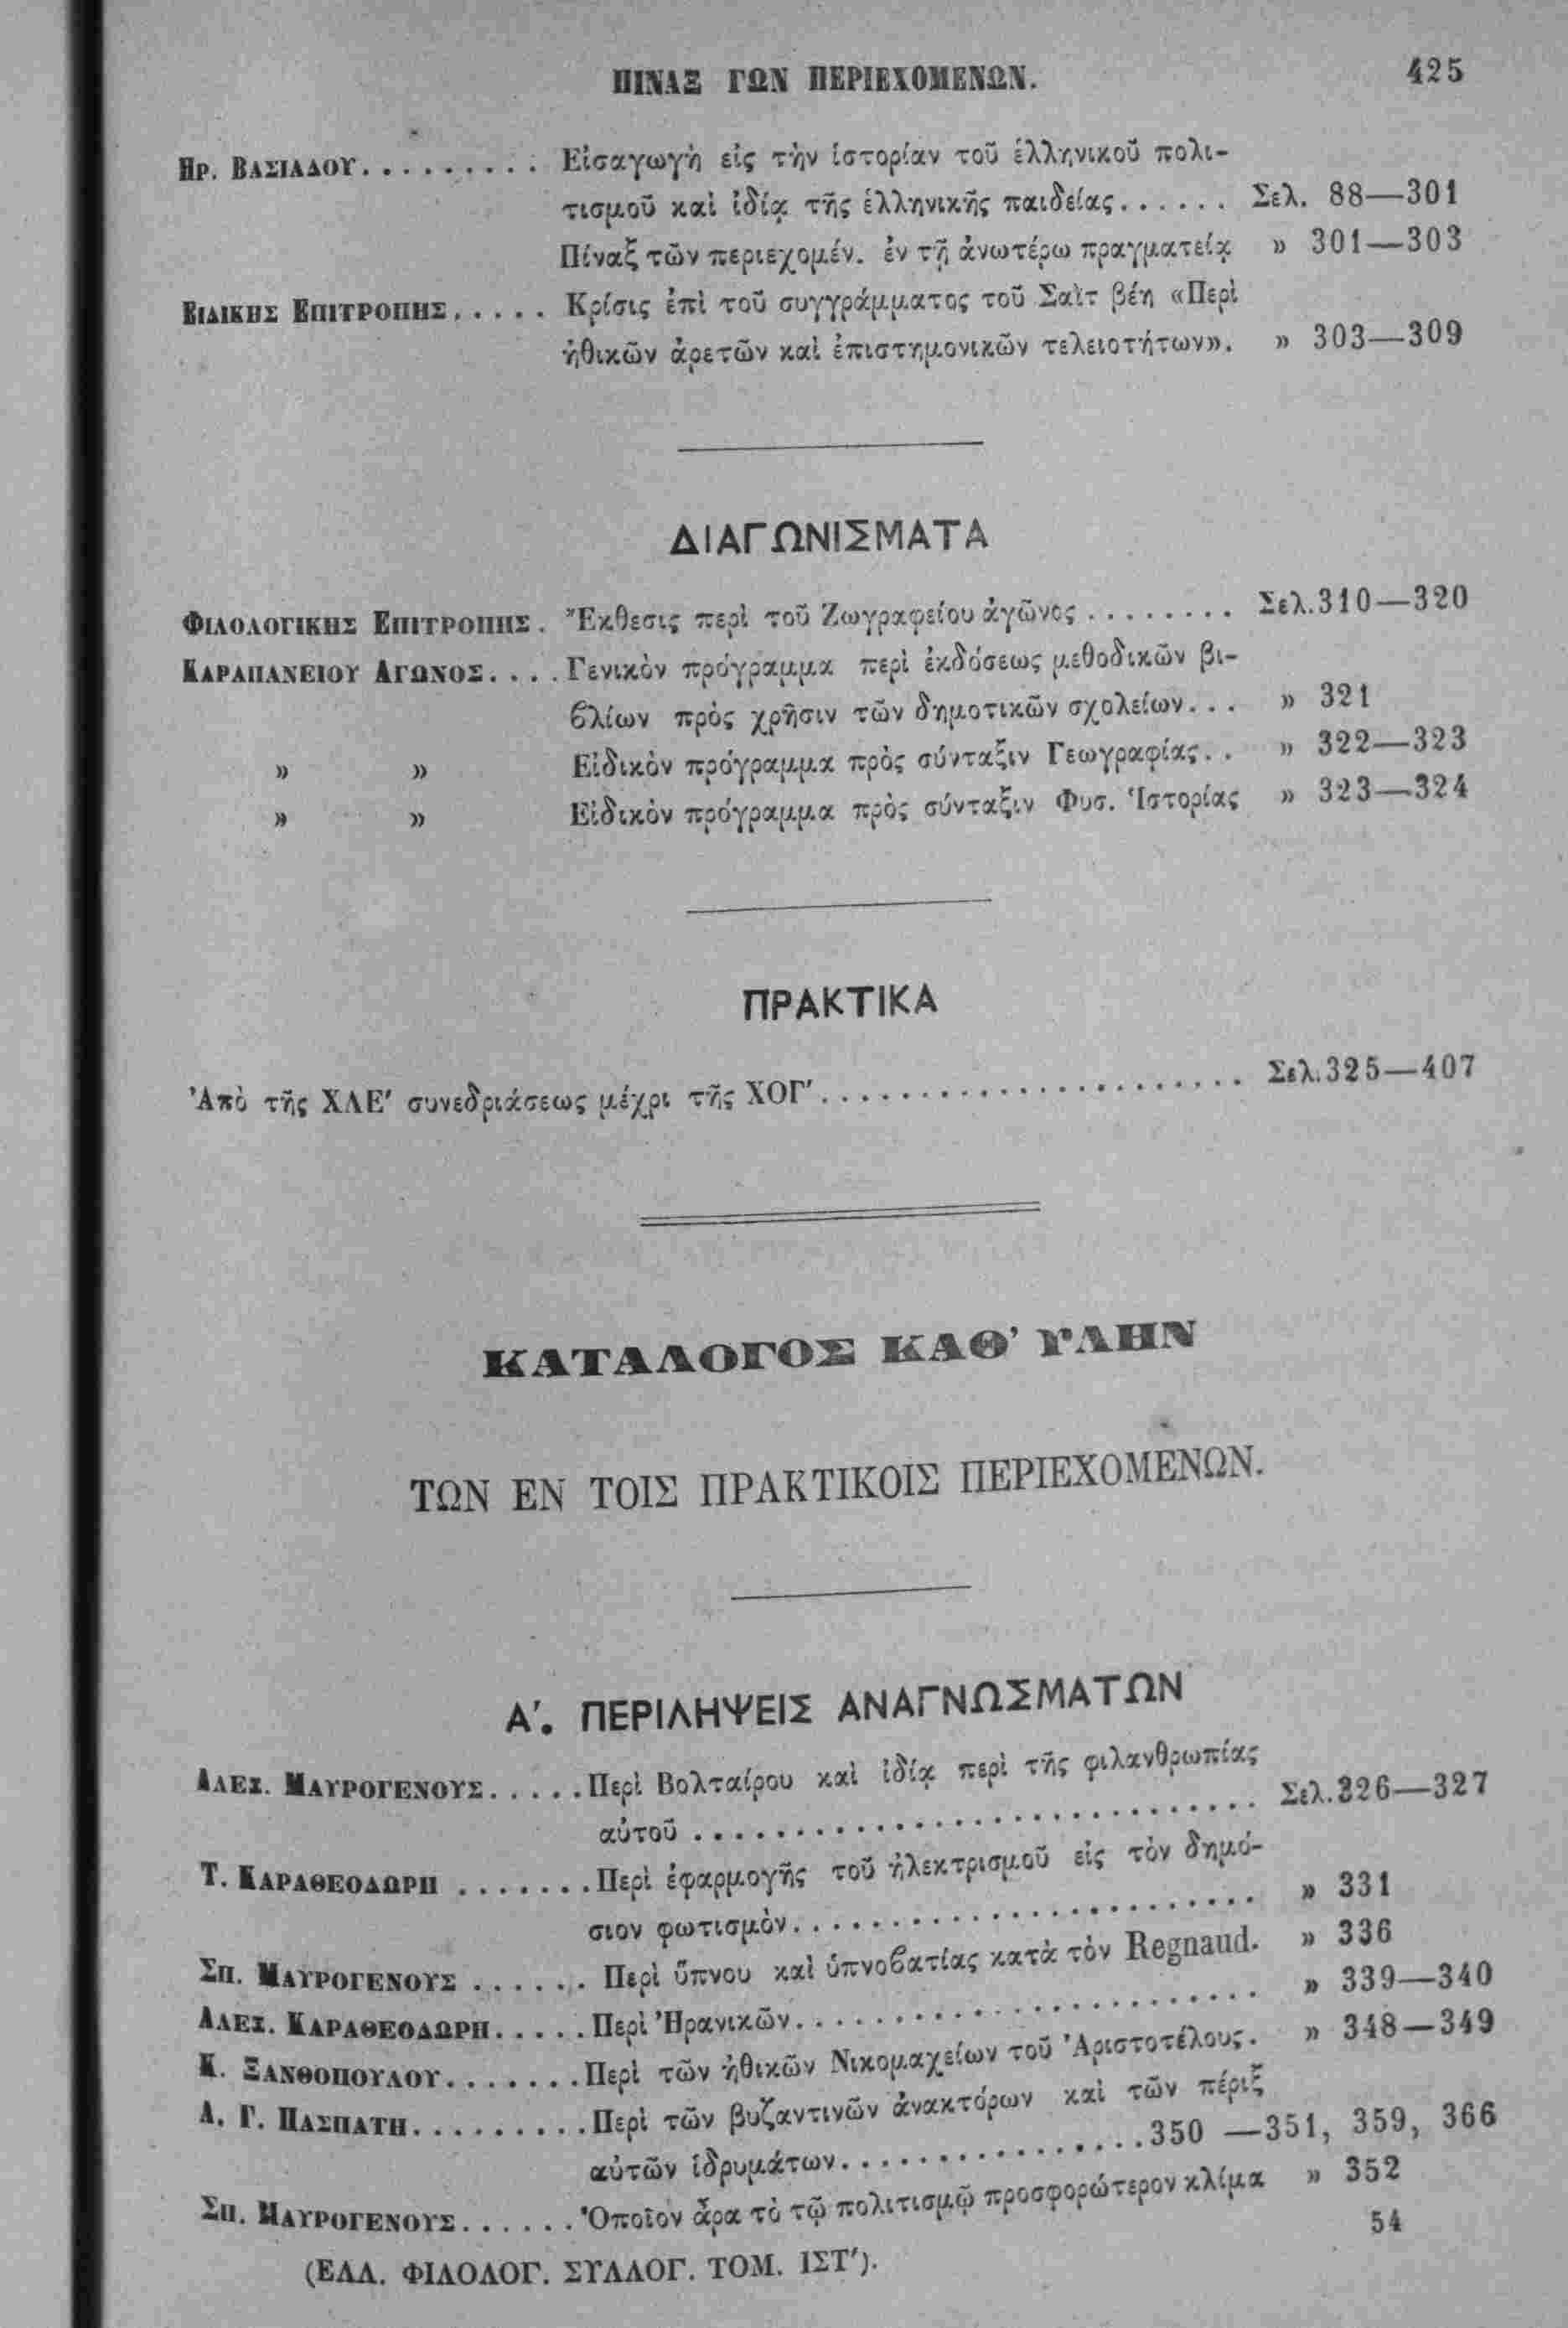 ΠΙΝΑΞ ΓΩΝ ΠΕΡΙΕΧΟΜΕΝΩΝ. 425
ΗΡ. ΒΑΣΙΑΔΟΥ......... Εἰσαγωγὴ εἰς τὴν ἱστορίαν τοῦ ἑλληνικοῦ πολι-
τισμοῦ καὶ ἰδίᾳ τῆς ἑλληνικῆς παιδείας...... Σελ. 88—301
Πίναξ τῶν περιεχομέν. ἐν τῇ ἀνωτέρω πραγματείᾳ » 301—303
ΕΙΔΙΚΗΣ ΕΠΙΤΡΟΠΗΣ..... Κρίσις ἐπὶ τοῦ συγγράμματος τοῦ Σαὶτ βέη «Περὶ
ἠθικῶν ἀρετῶν καὶ ἐπιστημονικῶν τελειοτήτων». » 303—309
ΔΙΑΓΩΝΙΣΜΑΤΑ
ΦΙΛΟΛΟΓΙΚΗΣ ΕΠΙΤΡΟΠΗΣ. Ἔκθεσις περὶ τοῦ Ζωγραφείου ἀγῶνος........ Σελ.310—320
ΚΑΡΑΠΑΝΕΙΟΥ ΑΓΩΝΟΣ.... Γενικὸν πρόγραμμα περὶ ἐκδόσεως μεθοδικῶν βι-
ϐλίων πρὸς χρῆσιν τῶν δημοτικῶν σχολείων... » 321
» » Εἰδικὸν πρόγραμμα πρὸς σύνταξιν Γεωγραφίας.. » 322—323
» » Εἰδικὸν πρόγραμμα πρὸς σύνταξιν Φυσ. Ἱστορίας » 323—324
ΠΡΑΚΤΙΚΑ
Ἀπὸ τῆς ΧΛΕ′ συνεδριάσεως μέχρι τῆς ΧΟΓ′..................... Σελ.325—407
ΚΑΤΑΛΟΓΟΣ ΚΑΘ’ ΥΛΗΝ
ΤΩΝ ΕΝ ΤΟΙΣ ΠΡΑΚΤΙΚΟΙΣ ΠΕΡΙΕΧΟΜΕΝΩΝ.
Α′. ΠΕΡΙΛΗΨΕΙΣ ΑΝΑΓΝΩΣΜΑΤΩΝ
ΑΛΕΞ. ΜΑΥΡΟΓΕΝΟΥΣ..... Περὶ Βολταίρου καὶ ἰδίᾳ περὶ τῆς φιλανθρωπίας
αὐτοῦ........................... Σελ.326—327
Τ. ΚΑΡΑΘΕΟΔΩΡΗ....... Περὶ ἐφαρμογῆς τοῦ ἠλεκτρισμοῦ εἰς τὸν δημό-
σιον φωτισμὸν........................ » 331
ΣΠ. ΜΑΥΡΟΓΕΝΟΥΣ...... Περὶ ὕπνου καὶ ὑπνοϐατίας κατὰ τὸν Regnaud. » 336
ΑΛΕΞ. ΚΑΡΑΘΕΟΔΩΡΗ..... Περὶ Ἡρανικῶν........................ » 339—340
Κ. ΞΑΝΘΟΠΟΥΛΟΥ....... Περὶ τῶν ἠθικῶν Νικομαχείων τοῦ Ἀριστοτέλους. » 348—349
Α. Γ. ΠΑΣΠΑΤΗ......... Περὶ τῶν βυζαντινῶν ἀνακτόρων καὶ τῶν πέριξ
αὐτῶν ἱδρυμάτων................350 —351, 359, 366
ΣΠ. ΜΑΥΡΟΓΕΝΟΥΣ...... Ὁποῖον ἆρα τὸ τῷ πολιτισμῷ προσφορώτερον κλίμα » 352
(ΕΛΛ. ΦΙΛΟΛΟΓ. ΣΥΛΛΟΓ. ΤΟΜ. ΙΣΤ′). 54